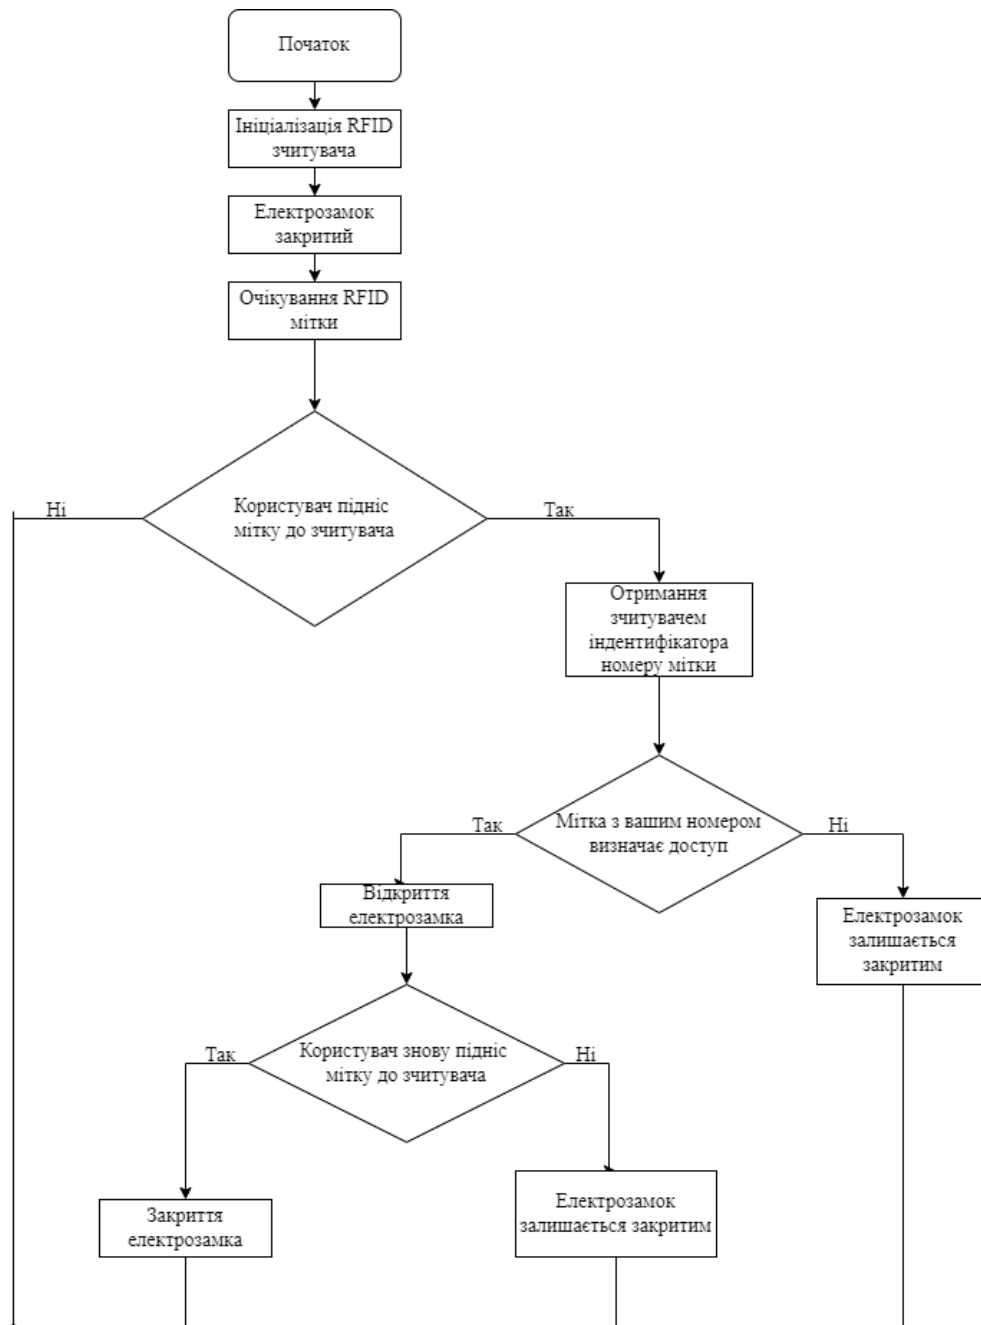 Початок
Ініціалізація RFID
зчитувача
Електрозамок
закритий
Очікування RFID
мітки
Користувач підніс
мітку до зчитувача
Ні
Так
Отримання
зчитувачем
індентифікатора
номеру мітки
Мітка з вашим номером
визначає доступ
Так
Ні
Відкриття
електрозамка
Електрозамок
залишається
закритим
Користувач знову підніс
мітку до зчитувача
Так
Ні
Закриття
електрозамка
Електрозамок
залишається закритим